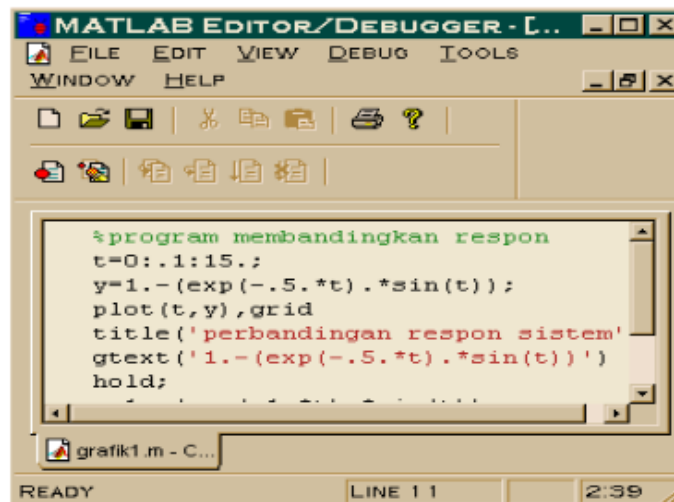 MATLAB EDITOR/DEBUGGER - [...
FILE EDIT VIEW DEBUG TOOLS
WINDOW HELP
%program membandingkan respon
t=0:.1:15.;
y=1.-(exp(-.5.*t).*sin(t));
plot(t,y),grid
title('perbandingan respon sistem'
gtext('1.-(exp(-.5.*t).*sin(t))')
hold;
grafik1.m - C...
READY LINE 11 2:39